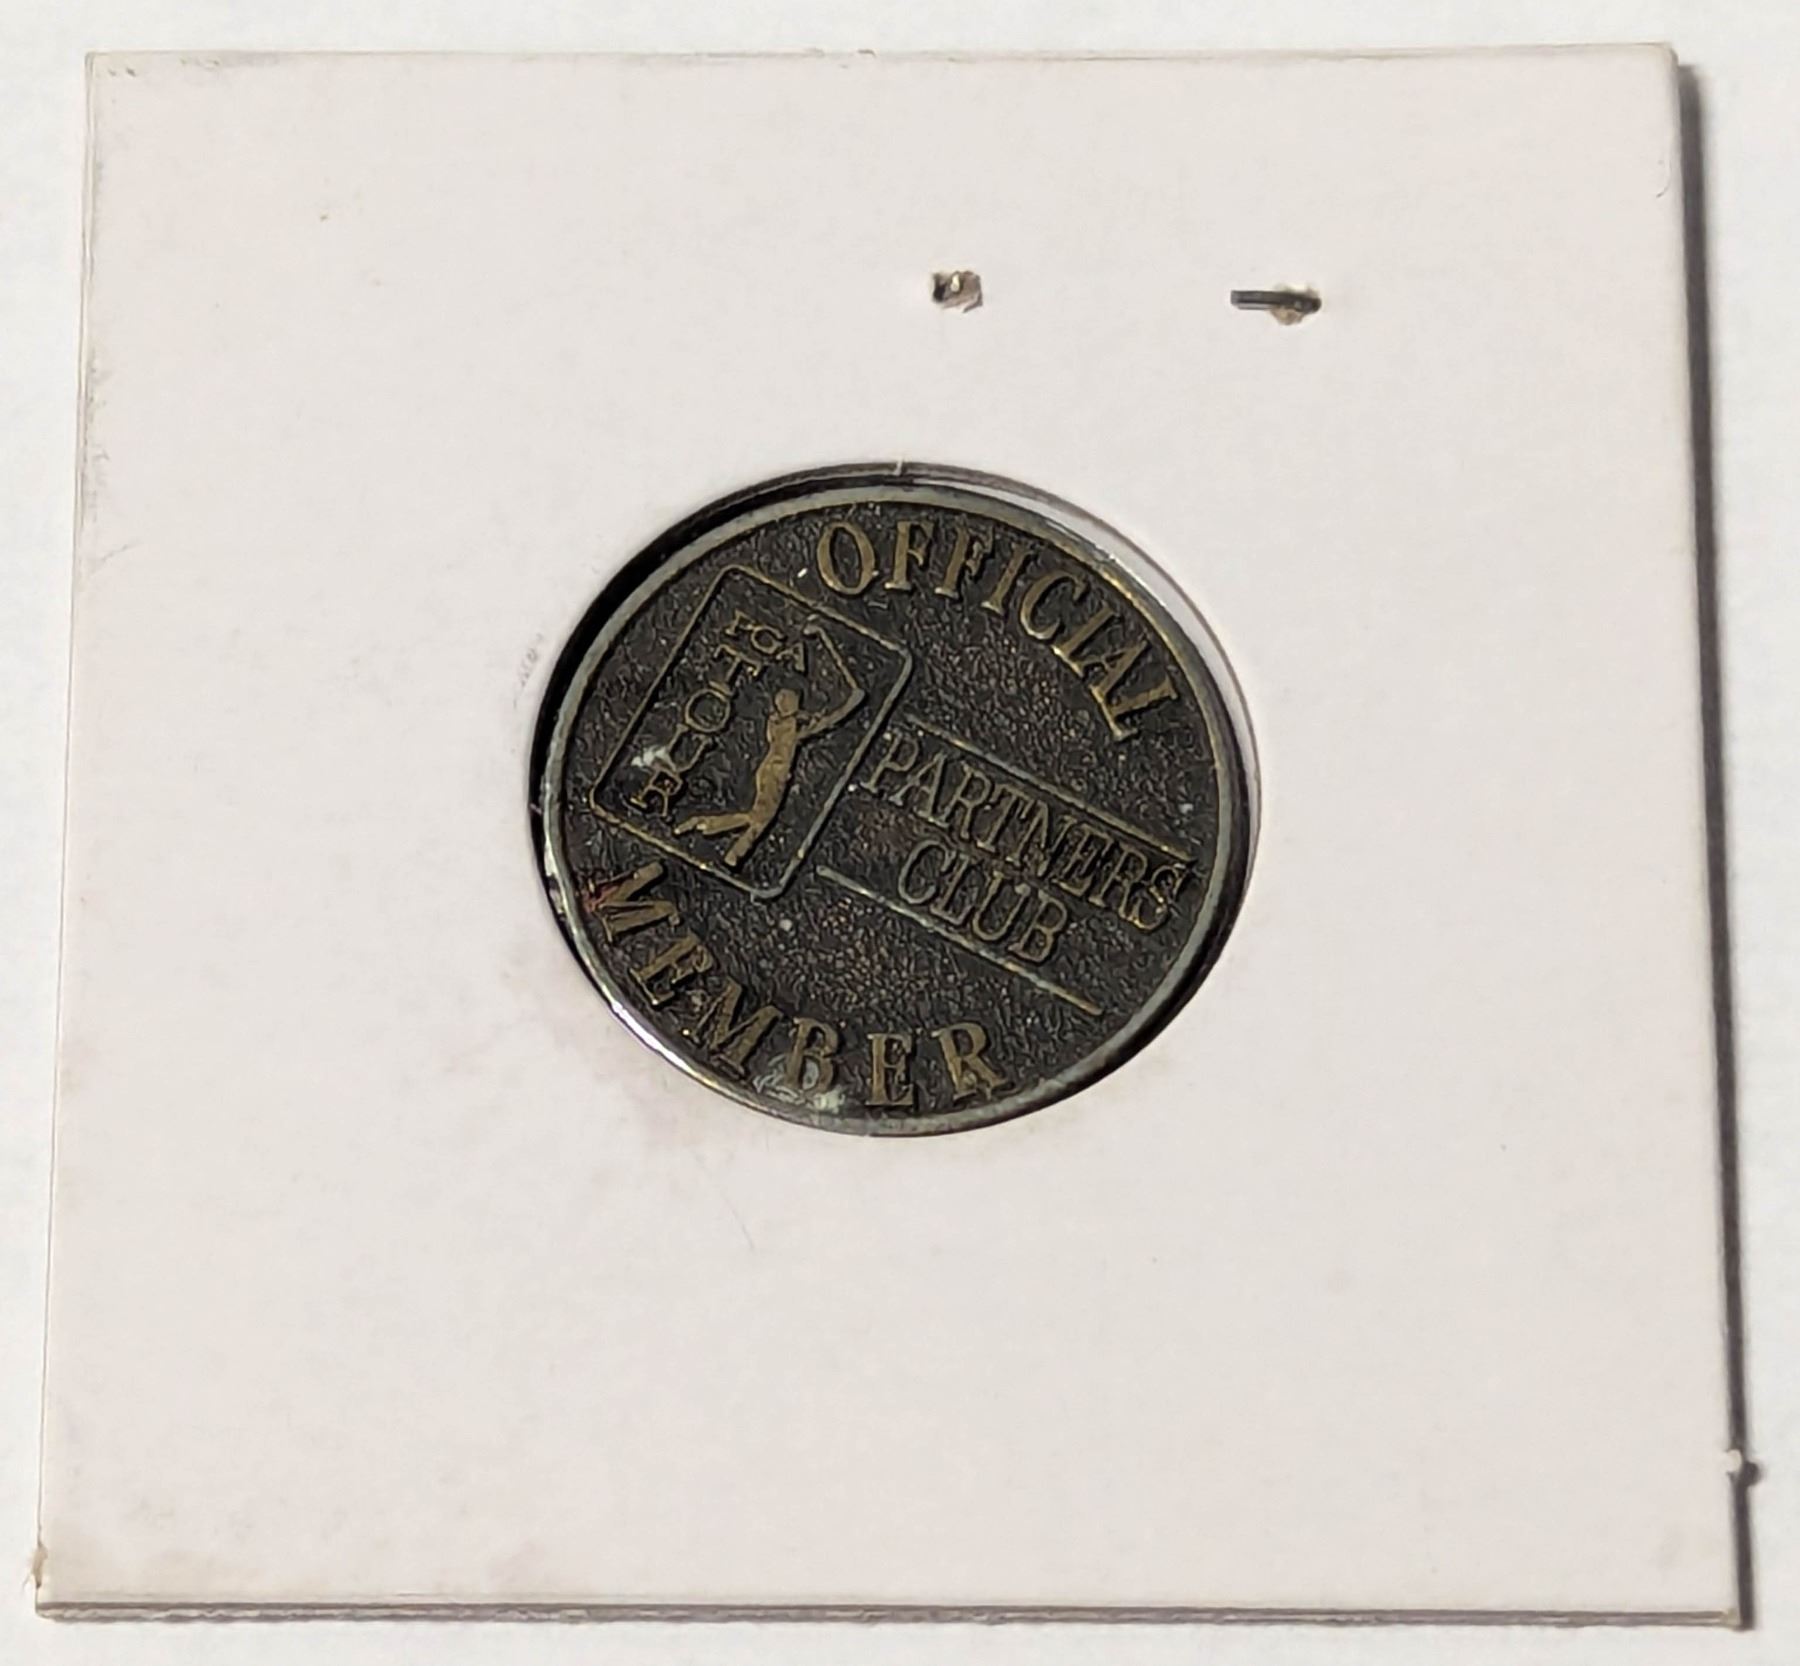 OFFICIAL
PGA
TOUR
PARTNERS
CLUB
MEMBER